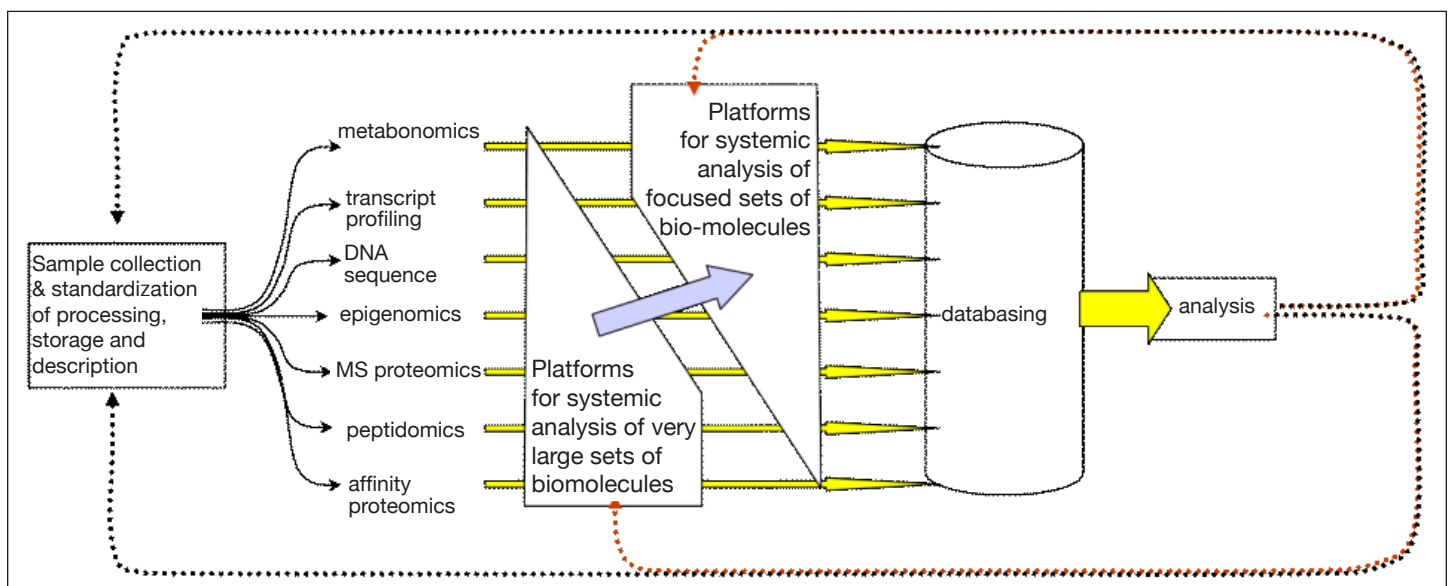 Sample collection
& standardization
of processing,
storage and
description
metabonomics
transcript
profiling
DNA
sequence
epigenomics
MS proteomics
peptidomics
affinity
proteomics
Platforms
for systemic
analysis of very
large sets of
biomolecules
Platforms
for systemic
analysis of
focused sets of
bio-molecules
databasing
analysis